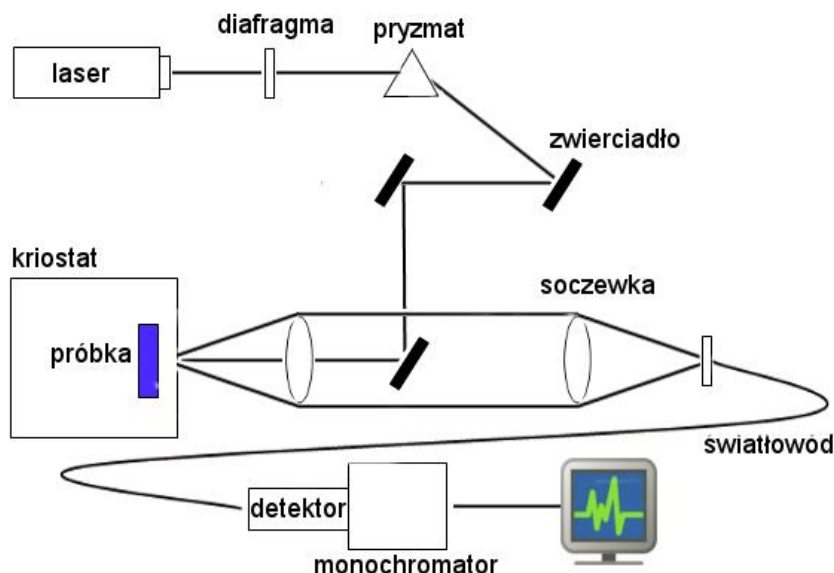 diafragma
pryzmat
laser
zwierciadło
kriostat
soczewka
próbka
światłowód
detektor
monochromator